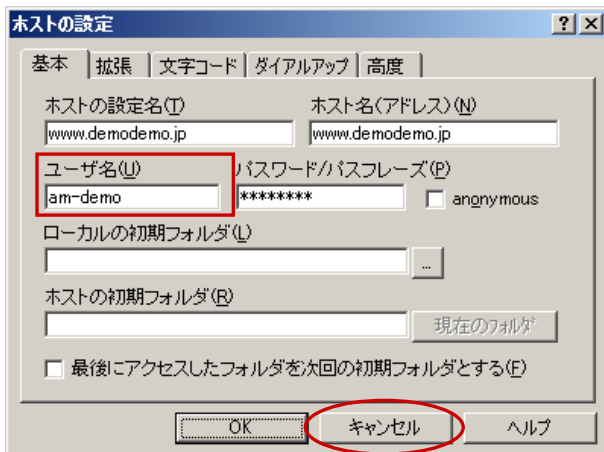 ホストの設定
基本 拡張 文字コード ダイアルアップ 高度
ホストの設定名(T) ホスト名(アドレス)(N)
www.demodemo.jp www.demodemo.jp
ユーザ名(U) パスワード/パスフレーズ(P)
am-demo ******** anonymous
ローカルの初期フォルダ(L)
...
ホストの初期フォルダ(R)
現在のフォルダ
最後にアクセスしたフォルダを次回の初期フォルダとする(F)
OK キャンセル ヘルプ